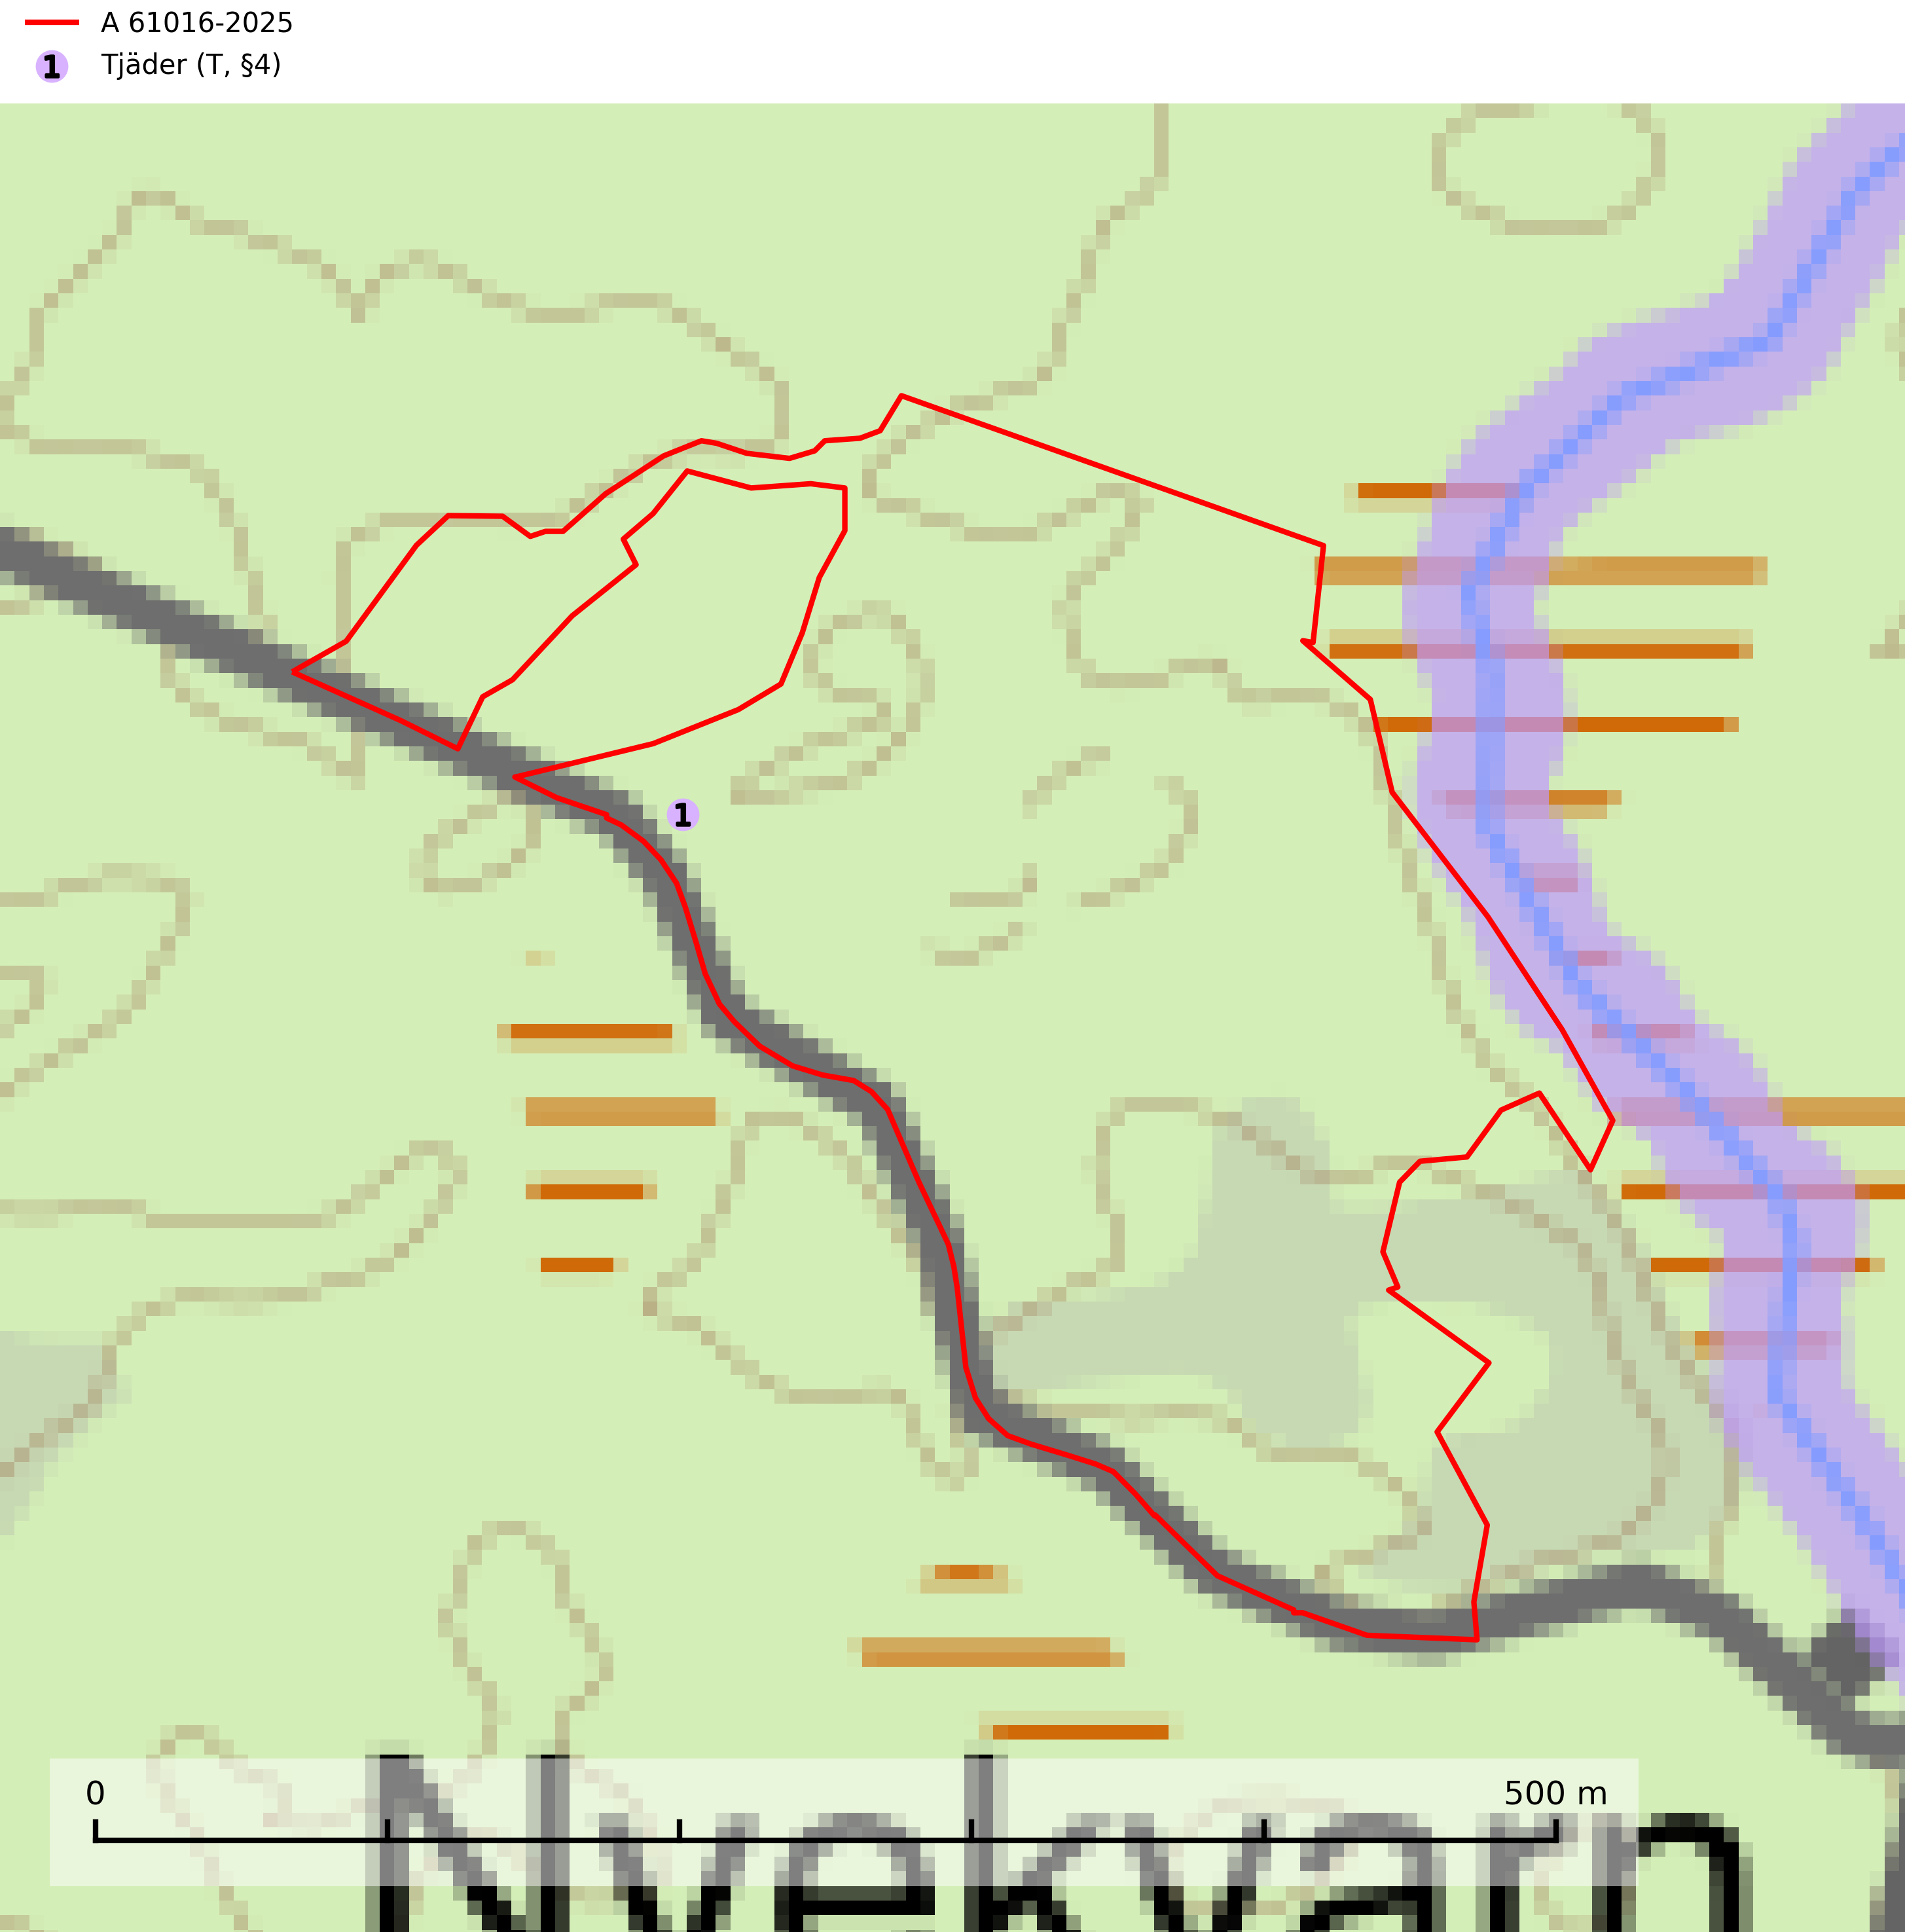 A 61016-2025
1 Tjäder (T, §4)
1
0 500 m
Nyekvarn